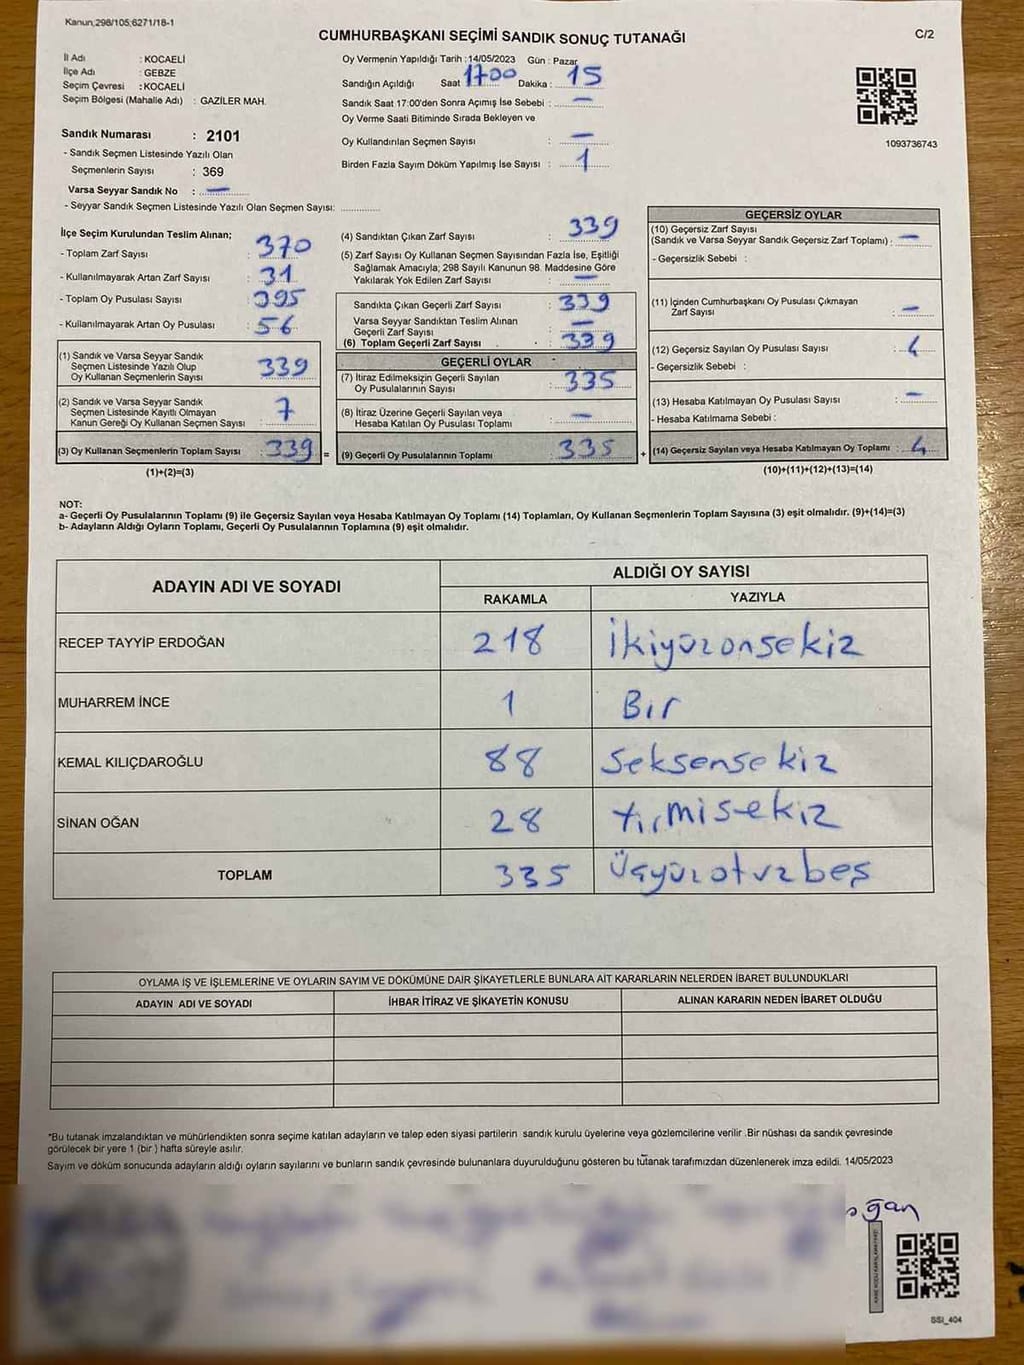 Kanun,298/105;6271/18-1
CUMHURBAŞKANI SEÇİMİ SANDIK SONUÇ TUTANAĞI
C/2
İl Adı : KOCAELİ
İlçe Adı : GEBZE
Seçim Çevresi : KOCAELİ
Seçim Bölgesi (Mahalle Adı) : GAZİLER MAH.
Oy Vermenin Yapıldığı Tarih :14/05/2023 Gün : Pazar
Sandığın Açıldığı Saat 1700 Dakika : 15
Sandık Saat 17:00'den Sonra Açımış İse Sebebi : —
Oy Verme Saati Bitiminde Sırada Bekleyen ve
Oy Kullandırılan Seçmen Sayısı : —
Birden Fazla Sayım Döküm Yapılmış İse Sayısı : 1
1093736743
Sandık Numarası : 2101
- Sandık Seçmen Listesinde Yazılı Olan
Seçmenlerin Sayısı : 369
Varsa Seyyar Sandık No : —
- Seyyar Sandık Seçmen Listesinde Yazılı Olan Seçmen Sayısı: ..............
İlçe Seçim Kurulundan Teslim Alınan;
- Toplam Zarf Sayısı : 370
- Kullanılmayarak Artan Zarf Sayısı : 31
- Toplam Oy Pusulası Sayısı : 395
- Kullanılmayarak Artan Oy Pusulası : 56
(1) Sandık ve Varsa Seyyar Sandık
Seçmen Listesinde Yazılı Olup
Oy Kullanan Seçmenlerin Sayısı : 339
(2) Sandık ve Varsa Seyyar Sandık
Seçmen Listesinde Kayıtlı Olmayan
Kanun Gereği Oy Kullanan Seçmen Sayısı : 7
(3) Oy Kullanan Seçmenlerin Toplam Sayısı : 339 =
(1)+(2)=(3)
(4) Sandıktan Çıkan Zarf Sayısı : 339
(5) Zarf Sayısı Oy Kullanan Seçmen Sayısından Fazla İse, Eşitliği
Sağlamak Amacıyla; 298 Sayılı Kanunun 98. Maddesine Göre
Yakılarak Yok Edilen Zarf Sayısı : —
Sandıkta Çıkan Geçerli Zarf Sayısı : 339
Varsa Seyyar Sandıktan Teslim Alınan
Geçerli Zarf Sayısı : —
(6) Toplam Geçerli Zarf Sayısı : 339
GEÇERLİ OYLAR
(7) İtiraz Edilmeksizin Geçerli Sayılan
Oy Pusulalarının Sayısı : 335
(8) İtiraz Üzerine Geçerli Sayılan veya
Hesaba Katılan Oy Pusulası Toplamı : —
(9) Geçerli Oy Pusulalarının Toplamı : 335 +
GEÇERSİZ OYLAR
(10) Geçersiz Zarf Sayısı
(Sandık ve Varsa Seyyar Sandık Geçersiz Zarf Toplamı) : —
- Geçersizlik Sebebi :
(11) İçinden Cumhurbaşkanı Oy Pusulası Çıkmayan
Zarf Sayısı : —
(12) Geçersiz Sayılan Oy Pusulası Sayısı : 4
- Geçersizlik Sebebi :
(13) Hesaba Katılmayan Oy Pusulası Sayısı : —
- Hesaba Katılmama Sebebi :
(14) Geçersiz Sayılan veya Hesaba Katılmayan Oy Toplamı : 4
(10)+(11)+(12)+(13)=(14)
NOT:
a- Geçerli Oy Pusulalarının Toplamı (9) ile Geçersiz Sayılan veya Hesaba Katılmayan Oy Toplamı (14) Toplamları, Oy Kullanan Seçmenlerin Toplam Sayısına (3) eşit olmalıdır. (9)+(14)=(3)
b- Adayların Aldığı Oyların Toplamı, Geçerli Oy Pusulalarının Toplamına (9) eşit olmalıdır.
ADAYIN ADI VE SOYADI ALDIĞI OY SAYISI
RAKAMLA YAZIYLA
RECEP TAYYİP ERDOĞAN 218 İkiyüzonsekiz
MUHARREM İNCE 1 Bir
KEMAL KILIÇDAROĞLU 88 Seksensekiz
SİNAN OĞAN 28 Yirmisekiz
TOPLAM 335 Üçyüzotuzbeş
OYLAMA İŞ VE İŞLEMLERİNE VE OYLARIN SAYIM VE DÖKÜMÜNE DAİR ŞİKAYETLERLE BUNLARA AİT KARARLARIN NELERDEN İBARET BULUNDUKLARI
ADAYIN ADI VE SOYADI İHBAR İTİRAZ VE ŞİKAYETİN KONUSU ALINAN KARARIN NEDEN İBARET OLDUĞU
*Bu tutanak imzalandıktan ve mühürlendikten sonra seçime katılan adayların ve talep eden siyasi partilerin sandık kurulu üyelerine veya gözlemcilerine verilir .Bir nüshası da sandık çevresinde
görülecek bir yere 1 (bir ) hafta süreyle asılır.
Sayım ve döküm sonucunda adayların aldığı oyların sayılarını ve bunların sandık çevresinde bulunanlara duyurulduğunu gösteren bu tutanak tarafımızdan düzenlenerek imza edildi. 14/05/2023
ğan
SSI_404